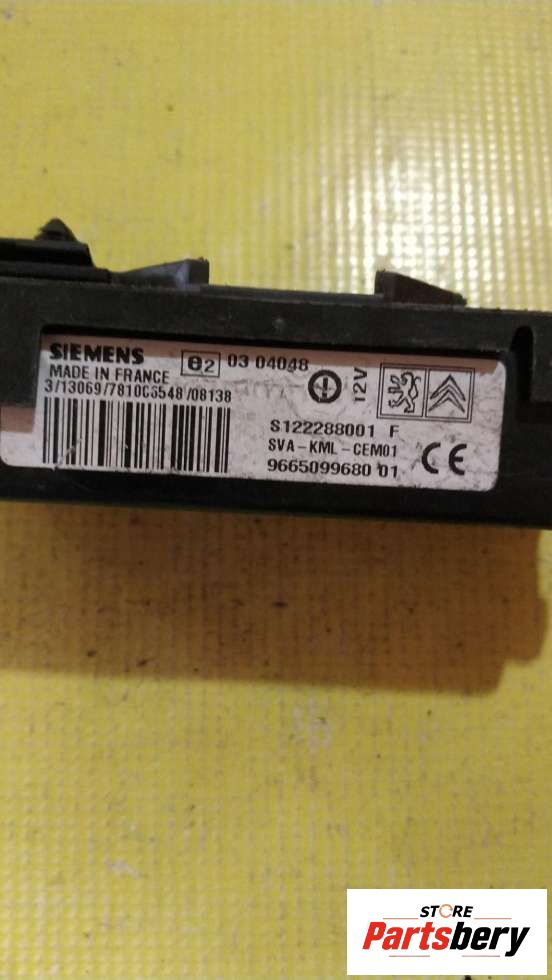 SIEMENS
MADE IN FRANCE
e2 03 04048
12V
3/13069/7810C6548/08138
S122288001 F
SVA-KML-CEM01
9665099680 01
CE
STORE
Partsbery